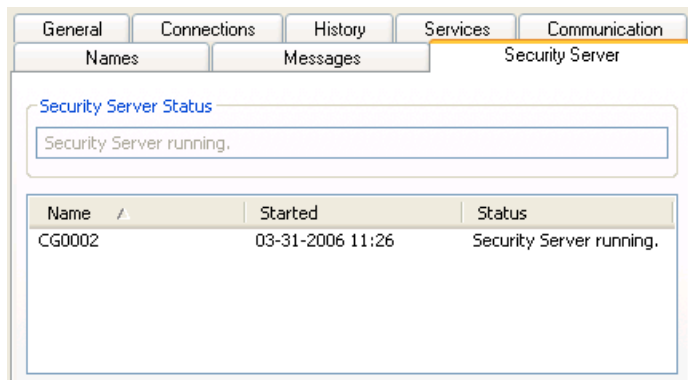 General Connections History Services Communication
Names Messages Security Server
Security Server Status
Security Server running.
Name Started Status
CG0002 03-31-2006 11:26 Security Server running.